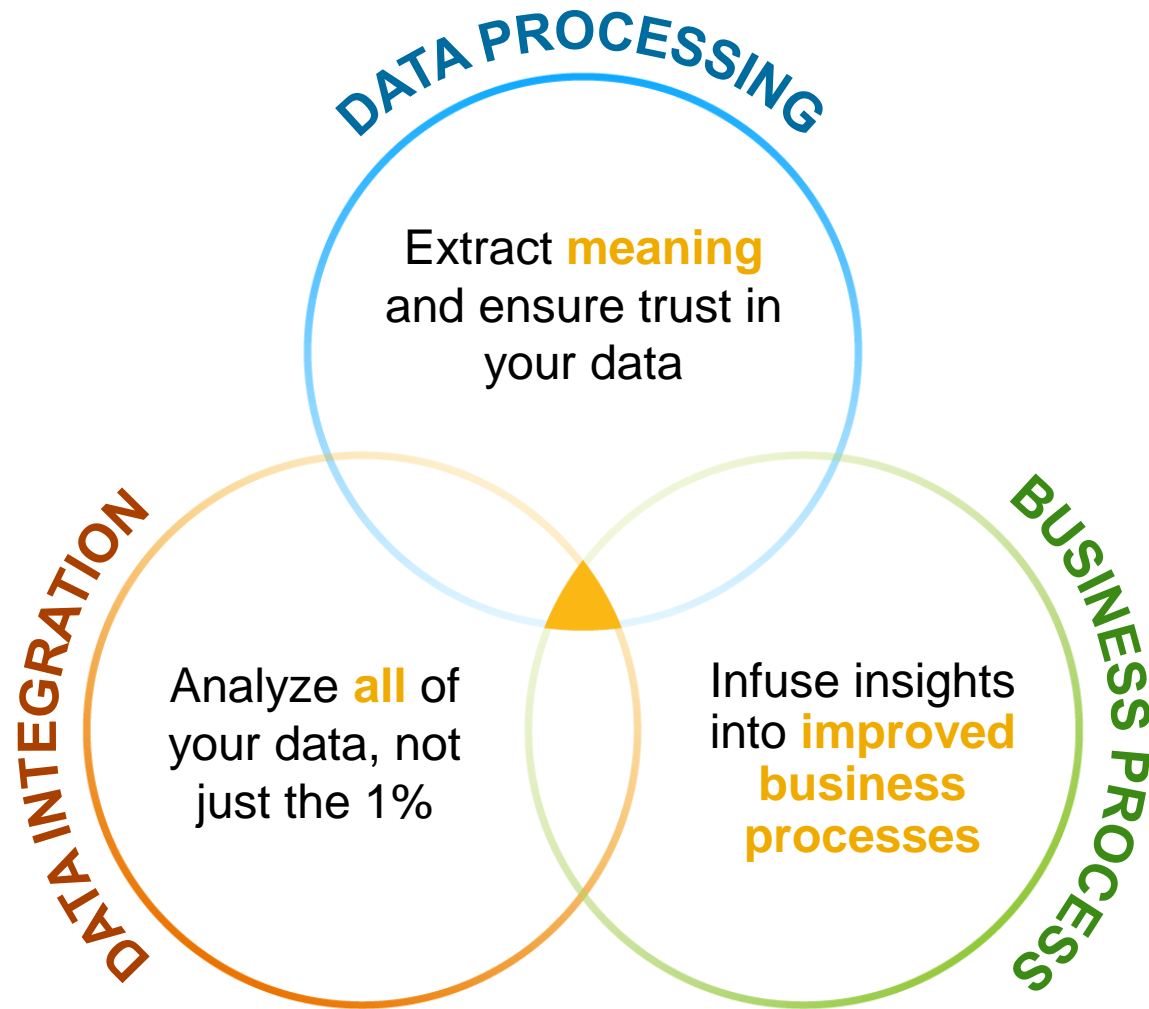 DATA PROCESSING
Extract meaning
and ensure trust in
your data
DATA INTEGRATION
Analyze all of
your data, not
just the 1%
BUSINESS PROCESS
Infuse insights
into improved
business
processes